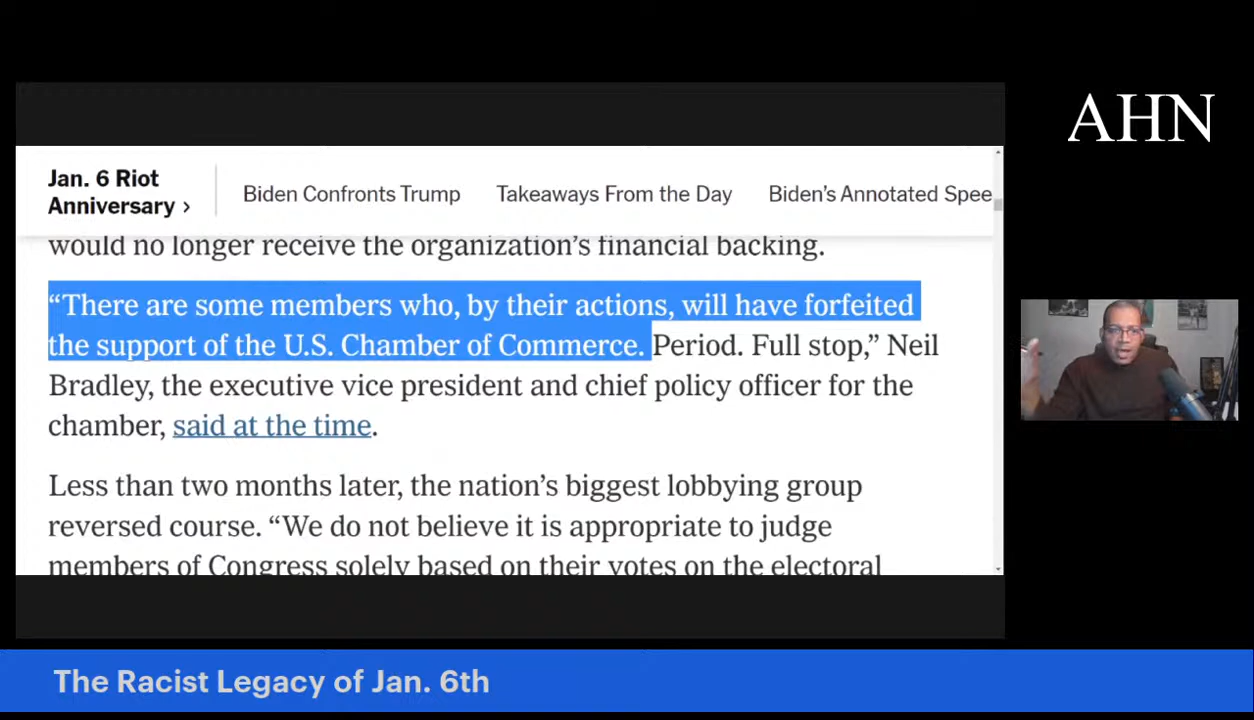 AHN
Jan. 6 Riot
Anniversary ›
Biden Confronts Trump
Takeaways From the Day
Biden's Annotated Spee
would no longer receive the organization's financial backing.
“There are some members who, by their actions, will have forfeited
the support of the U.S. Chamber of Commerce. Period. Full stop,” Neil
Bradley, the executive vice president and chief policy officer for the
chamber, said at the time.
Less than two months later, the nation's biggest lobbying group
reversed course. “We do not believe it is appropriate to judge
members of Congress solely based on their votes on the electoral
The Racist Legacy of Jan. 6th